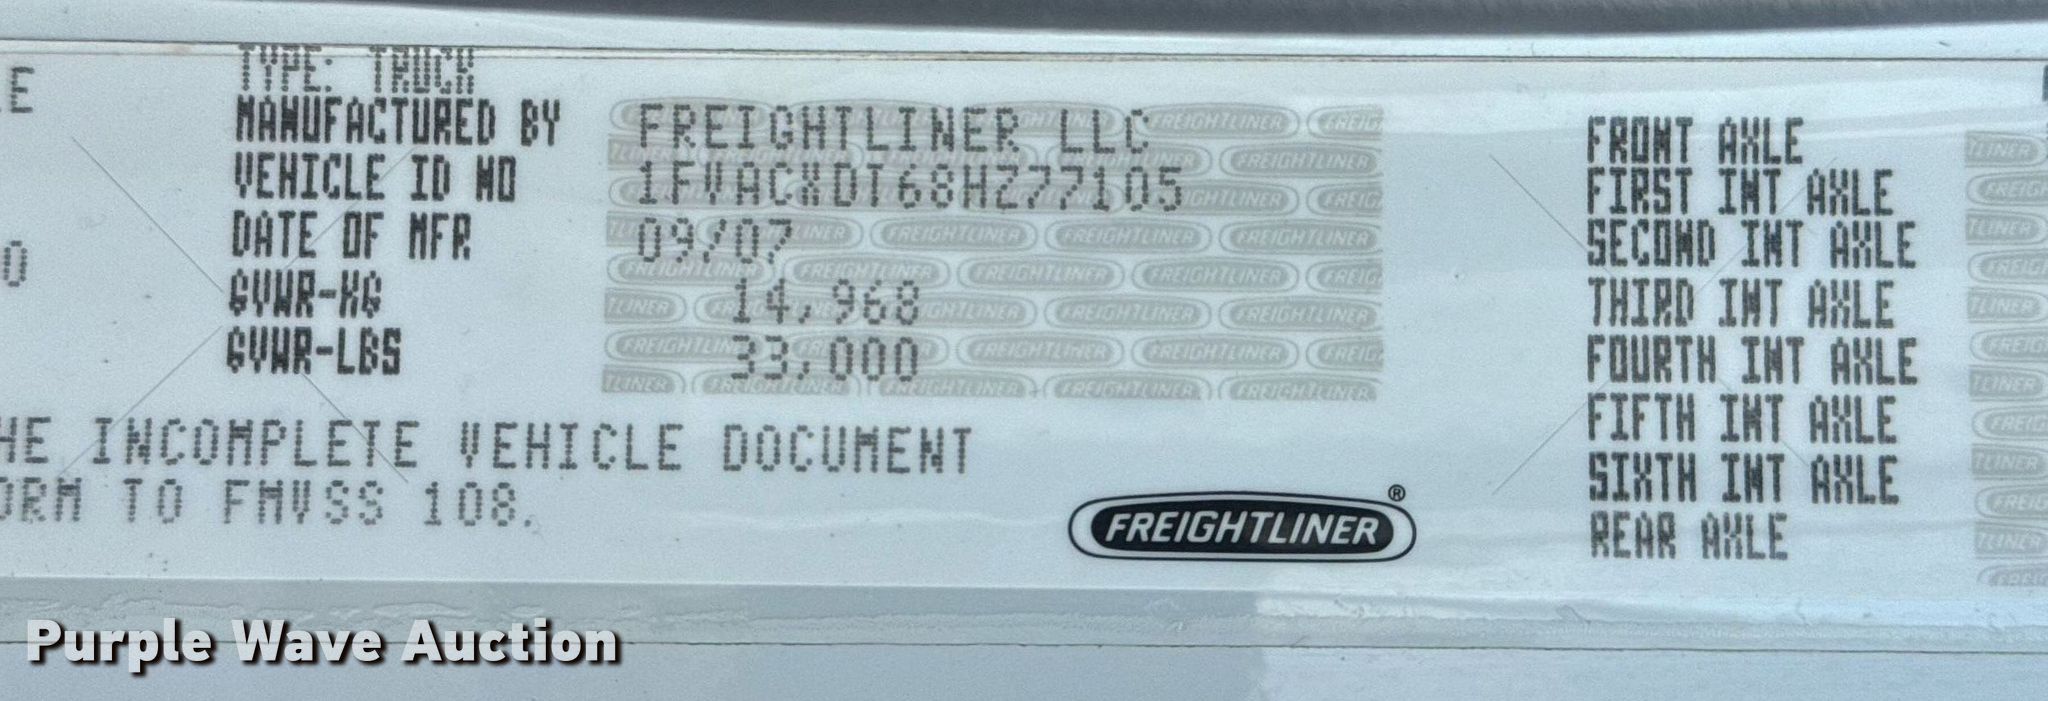 TYPE: TRUCK
MANUFACTURED BY FREIGHTLINER LLC
VEHICLE ID NO 1FVACXDT68HZ77105
DATE OF MFR 09/07
GVWR-KG 14,968
GVWR-LBS 33,000
HE INCOMPLETE VEHICLE DOCUMENT
ORM TO FMVSS 108.
FREIGHTLINER®
FRONT AXLE
FIRST INT AXLE
SECOND INT AXLE
THIRD INT AXLE
FOURTH INT AXLE
FIFTH INT AXLE
SIXTH INT AXLE
REAR AXLE
Purple Wave Auction